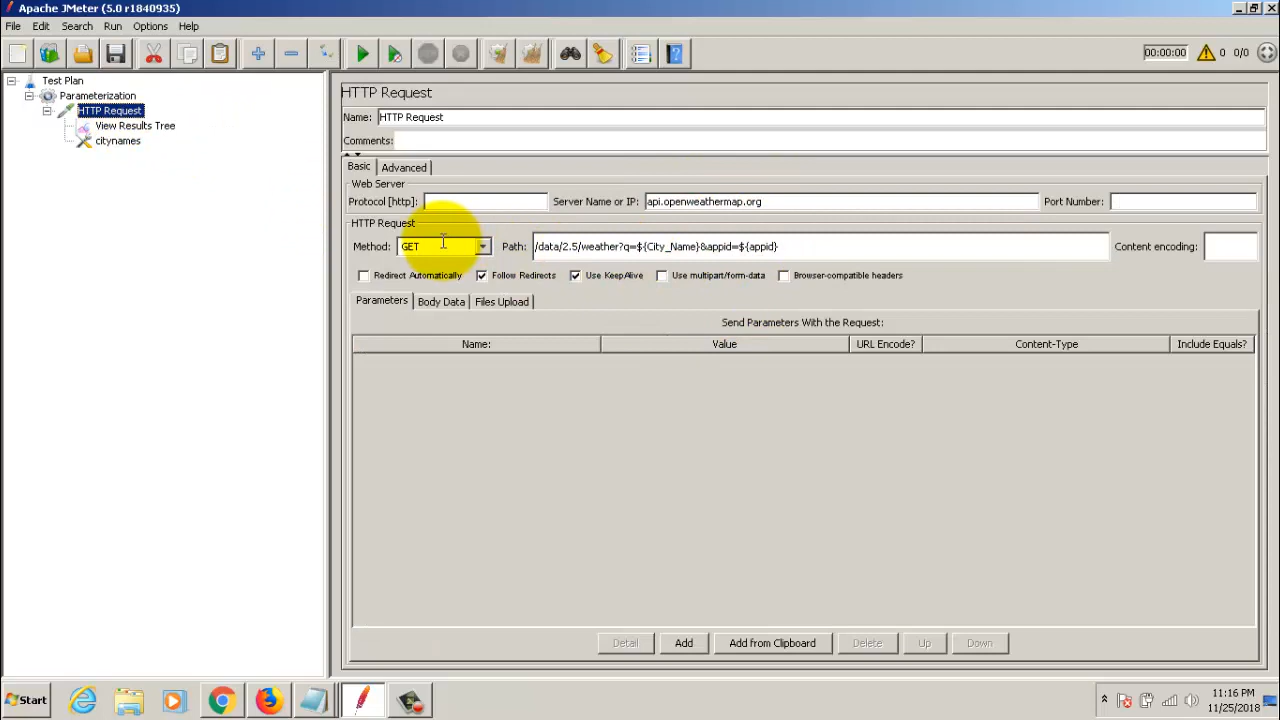 Apache JMeter (5.0 r1840935)
File Edit Search Run Options Help
00:00:00 0 0/0
Test Plan
Parameterization
HTTP Request
View Results Tree
citynames
HTTP Request
Name: HTTP Request
Comments:
Basic Advanced
Web Server
Protocol [http]: Server Name or IP: api.openweathermap.org Port Number:
HTTP Request
Method: GET Path: /data/2.5/weather?q=${City_Name}&appid=${appid} Content encoding:
Redirect Automatically Follow Redirects Use KeepAlive Use multipart/form-data Browser-compatible headers
Parameters Body Data Files Upload
Send Parameters With the Request:
Name: Value URL Encode? Content-Type Include Equals?
Detail Add Add from Clipboard Delete Up Down
Start 11:16 PM
11/25/2018